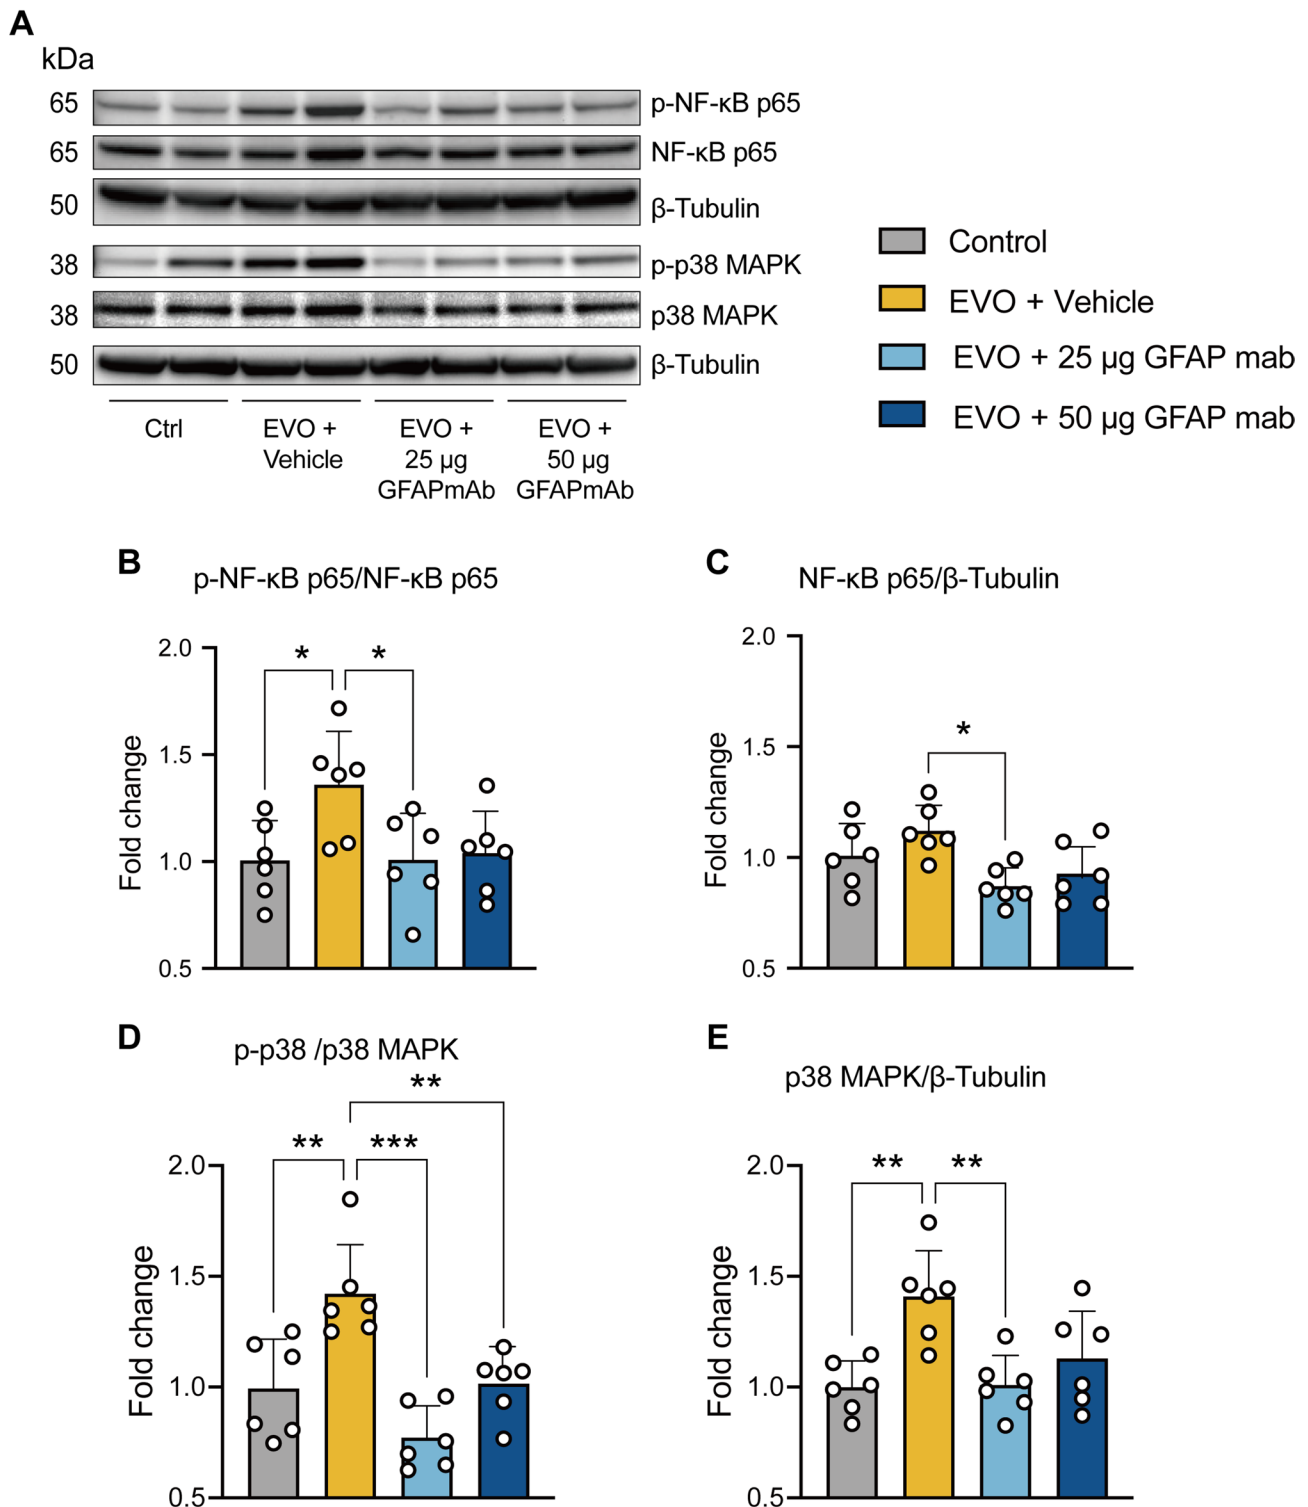 A
kDa
65
p-NF-κB p65
65
NF-κB p65
50
β-Tubulin
38
p-p38 MAPK
38
p38 MAPK
50
β-Tubulin
Ctrl
EVO +
Vehicle
EVO +
25 µg
GFAPmAb
EVO +
50 µg
GFAPmAb
Control
EVO + Vehicle
EVO + 25 µg GFAP mab
EVO + 50 µg GFAP mab
B
p-NF-κB p65/NF-κB p65
2.0
1.5
1.0
0.5
Fold change
*
*
C
NF-κB p65/β-Tubulin
2.0
1.5
1.0
0.5
Fold change
*
D
p-p38 /p38 MAPK
**
**
***
2.0
1.5
1.0
0.5
Fold change
E
p38 MAPK/β-Tubulin
**
**
2.0
1.5
1.0
0.5
Fold change